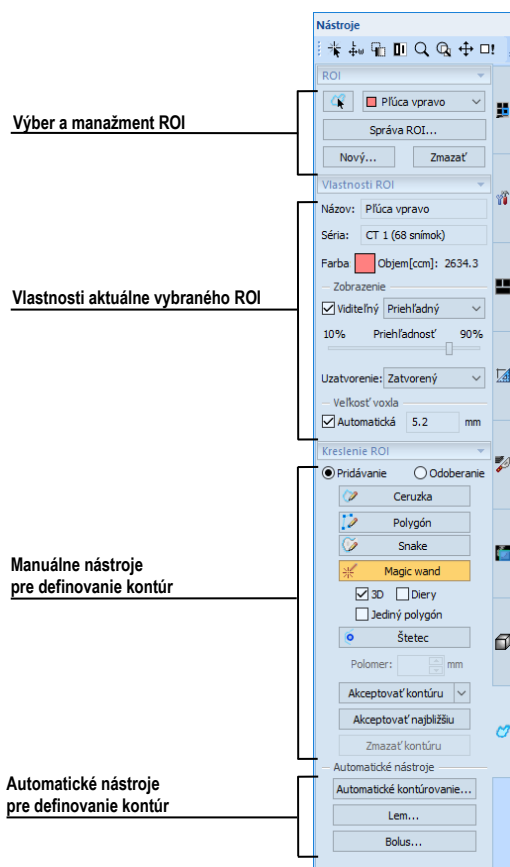 Nástroje
ROI
Výber a manažment ROI
Pľúca vpravo
Správa ROI...
Nový... Zmazať
Vlastnosti ROI
Názov: Pľúca vpravo
Séria: CT 1 (68 snímok)
Farba Objem[ccm]: 2634.3
Zobrazenie
Vlastnosti aktuálne vybraného ROI
Viditeľný Priehľadný
10% Priehľadnosť 90%
Uzatvorenie: Zatvorený
Veľkosť voxla
Automatická 5.2 mm
Kreslenie ROI
Pridávanie Odoberanie
Ceruzka
Polygón
Snake
Manuálne nástroje
pre definovanie kontúr
Magic wand
3D Diery
Jediný polygón
Štetec
Polomer: mm
Akceptovať kontúru
Akceptovať najbližšiu
Zmazať kontúru
Automatické nástroje
Automatické nástroje
pre definovanie kontúr
Automatické kontúrovanie...
Lem...
Bolus...